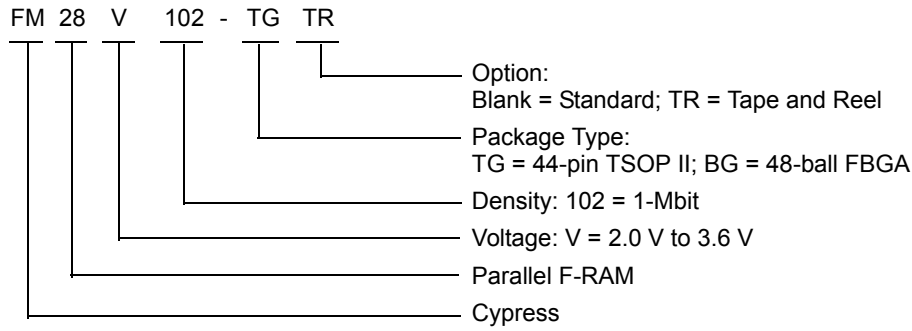 FM 28 V 102 - TG TR
Option:
Blank = Standard; TR = Tape and Reel
Package Type:
TG = 44-pin TSOP II; BG = 48-ball FBGA
Density: 102 = 1-Mbit
Voltage: V = 2.0 V to 3.6 V
Parallel F-RAM
Cypress